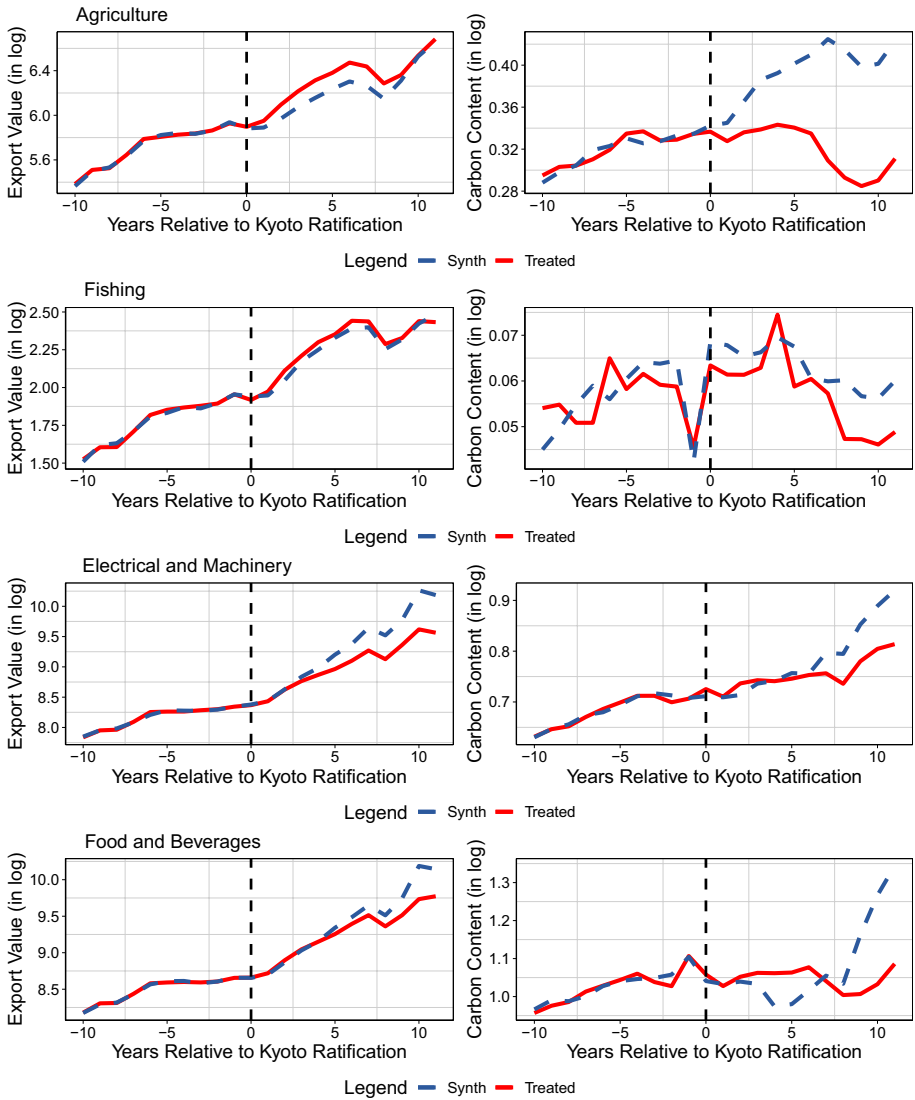 Agriculture
Export Value (in log)
6.4
6.0
5.6
−10 −5 0 5 10
Years Relative to Kyoto Ratification
Carbon Content (in log)
0.40
0.36
0.32
0.28
−10 −5 0 5 10
Years Relative to Kyoto Ratification
Legend Synth Treated
Fishing
Export Value (in log)
2.50
2.25
2.00
1.75
1.50
−10 −5 0 5 10
Years Relative to Kyoto Ratification
Carbon Content (in log)
0.07
0.06
0.05
−10 −5 0 5 10
Years Relative to Kyoto Ratification
Legend Synth Treated
Electrical and Machinery
Export Value (in log)
10.0
9.5
9.0
8.5
8.0
−10 −5 0 5 10
Years Relative to Kyoto Ratification
Carbon Content (in log)
0.9
0.8
0.7
−10 −5 0 5 10
Years Relative to Kyoto Ratification
Legend Synth Treated
Food and Beverages
Export Value (in log)
10.0
9.5
9.0
8.5
−10 −5 0 5 10
Years Relative to Kyoto Ratification
Carbon Content (in log)
1.3
1.2
1.1
1.0
−10 −5 0 5 10
Years Relative to Kyoto Ratification
Legend Synth Treated